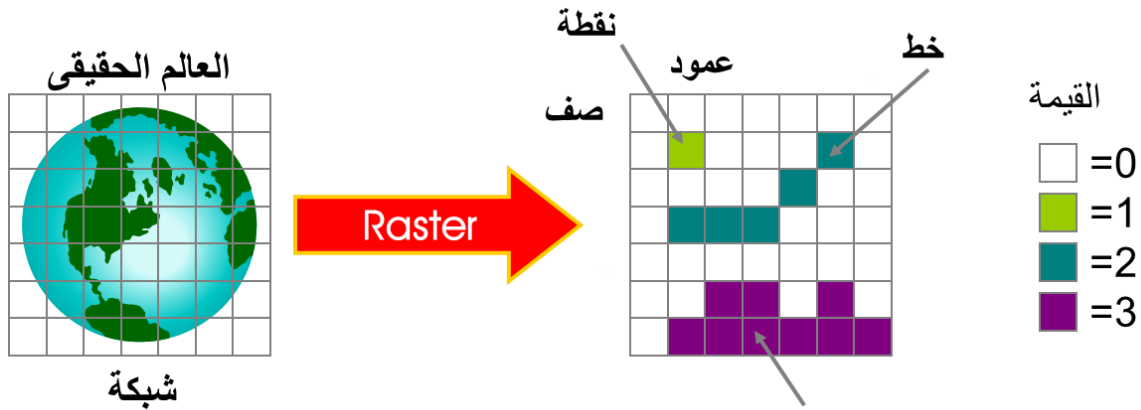 العالم الحقيقى
شبكة
Raster
نقطة
عمود
خط
صف
القيمة
=0
=1
=2
=3